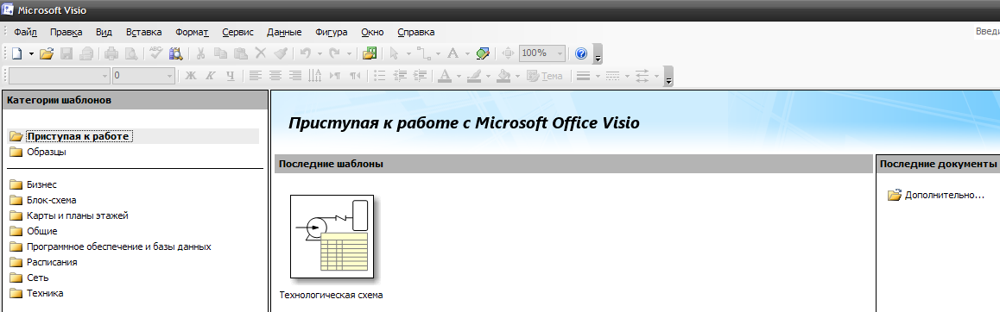 Microsoft Visio
Файл Правка Вид Вставка Формат Сервис Данные Фигура Окно Справка Введи
100%
0 Ж К Ч Тема
Категории шаблонов
Приступая к работе
Образцы
Бизнес
Блок-схема
Карты и планы этажей
Общие
Программное обеспечение и базы данных
Расписания
Сеть
Техника
Приступая к работе с Microsoft Office Visio
Последние шаблоны
Технологическая схема
Последние документы
Дополнительно...